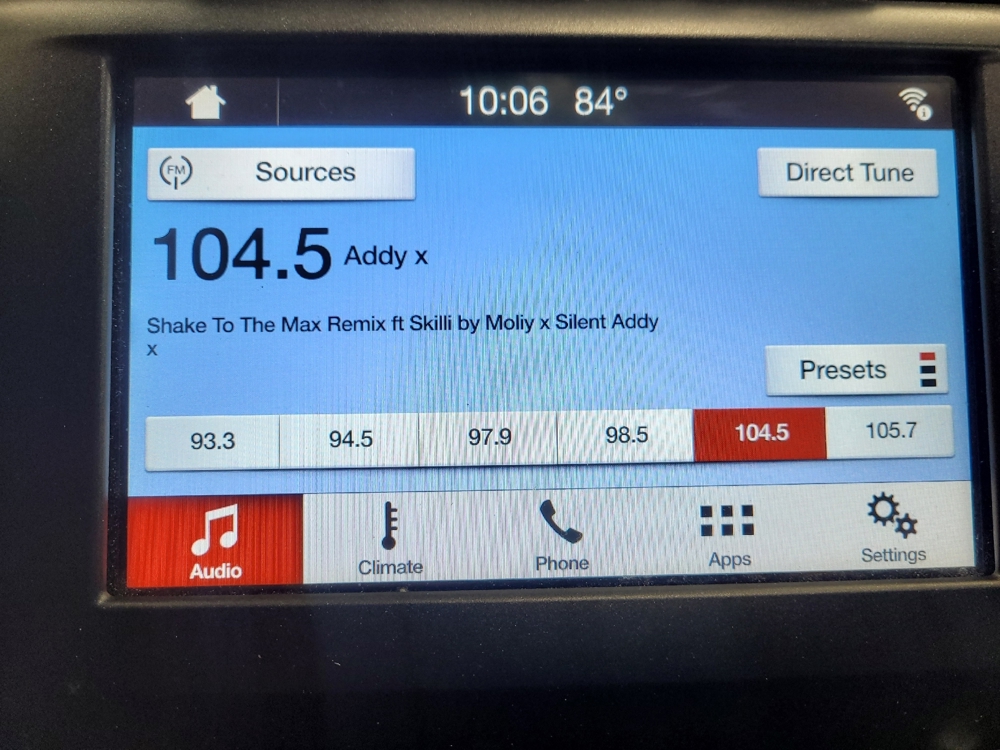 10:06 84°
FM Sources Direct Tune
104.5 Addy x
Shake To The Max Remix ft Skilli by Moliy x Silent Addy
x
Presets
93.3 94.5 97.9 98.5 104.5 105.7
Audio Climate Phone Apps Settings